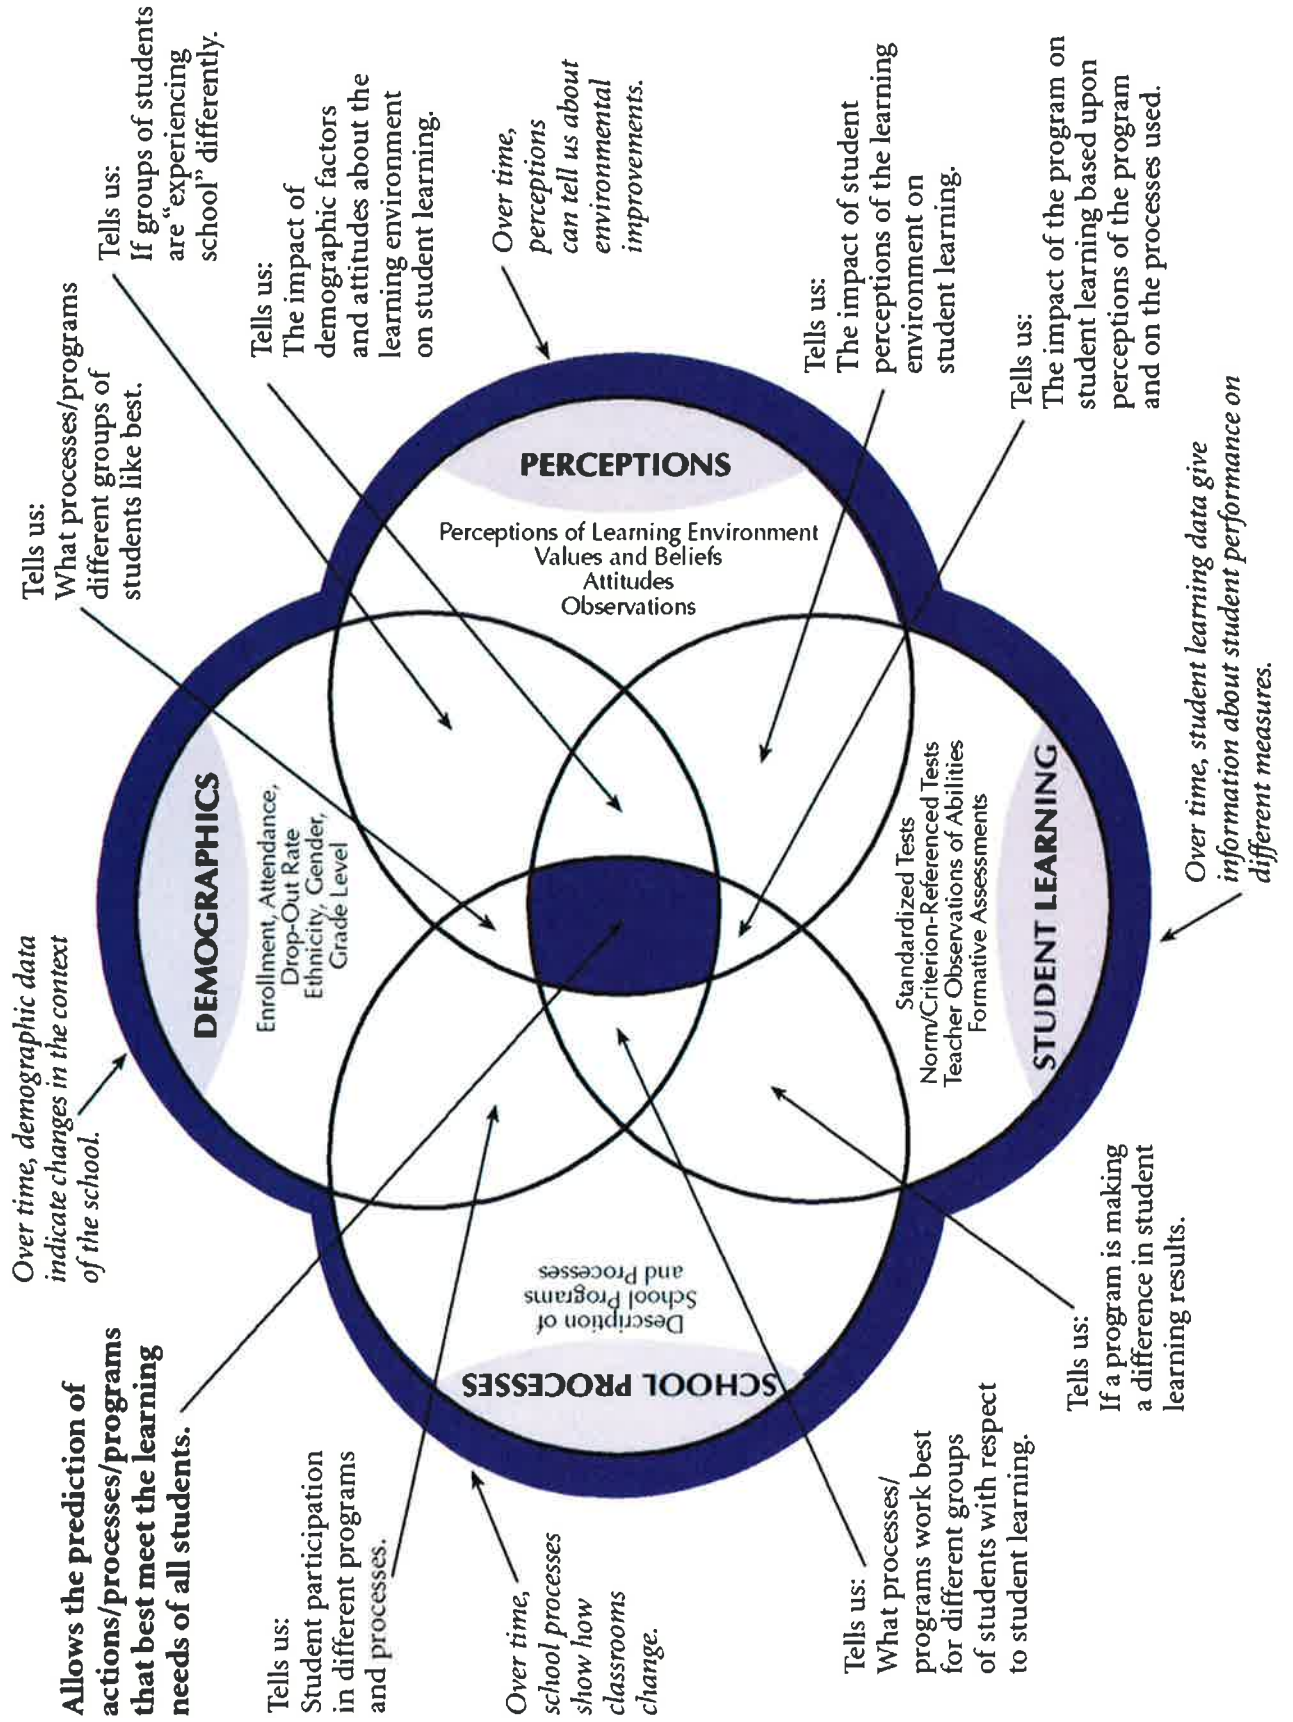 Over time, demographic data
indicate changes in the context
of the school.
Tells us:
What processes/programs
different groups of
students like best.
Tells us:
If groups of students
are “experiencing
school” differently.
Allows the prediction of
actions/processes/programs
that best meet the learning
needs of all students.
Tells us:
The impact of
demographic factors
and attitudes about the
learning environment
on student learning.
Tells us:
Student participation
in different programs
and processes.
DEMOGRAPHICS
Enrollment, Attendance,
Drop-Out Rate
Ethnicity, Gender,
Grade Level
Over time,
perceptions
can tell us about
environmental
improvements.
PERCEPTIONS
Perceptions of Learning Environment
Values and Beliefs
Attitudes
Observations
SCHOOL PROCESSES
Description of
School Programs
and Processes
Over time,
school processes
show how
classrooms
change.
Standardized Tests
Norm/Criterion-Referenced Tests
Teacher Observations of Abilities
Formative Assessments
STUDENT LEARNING
Tells us:
The impact of student
perceptions of the learning
environment on
student learning.
Tells us:
What processes/
programs work best
for different groups
of students with respect
to student learning.
Tells us:
If a program is making
a difference in student
learning results.
Tells us:
The impact of the program on
student learning based upon
perceptions of the program
and on the processes used.
Over time, student learning data give
information about student performance on
different measures.